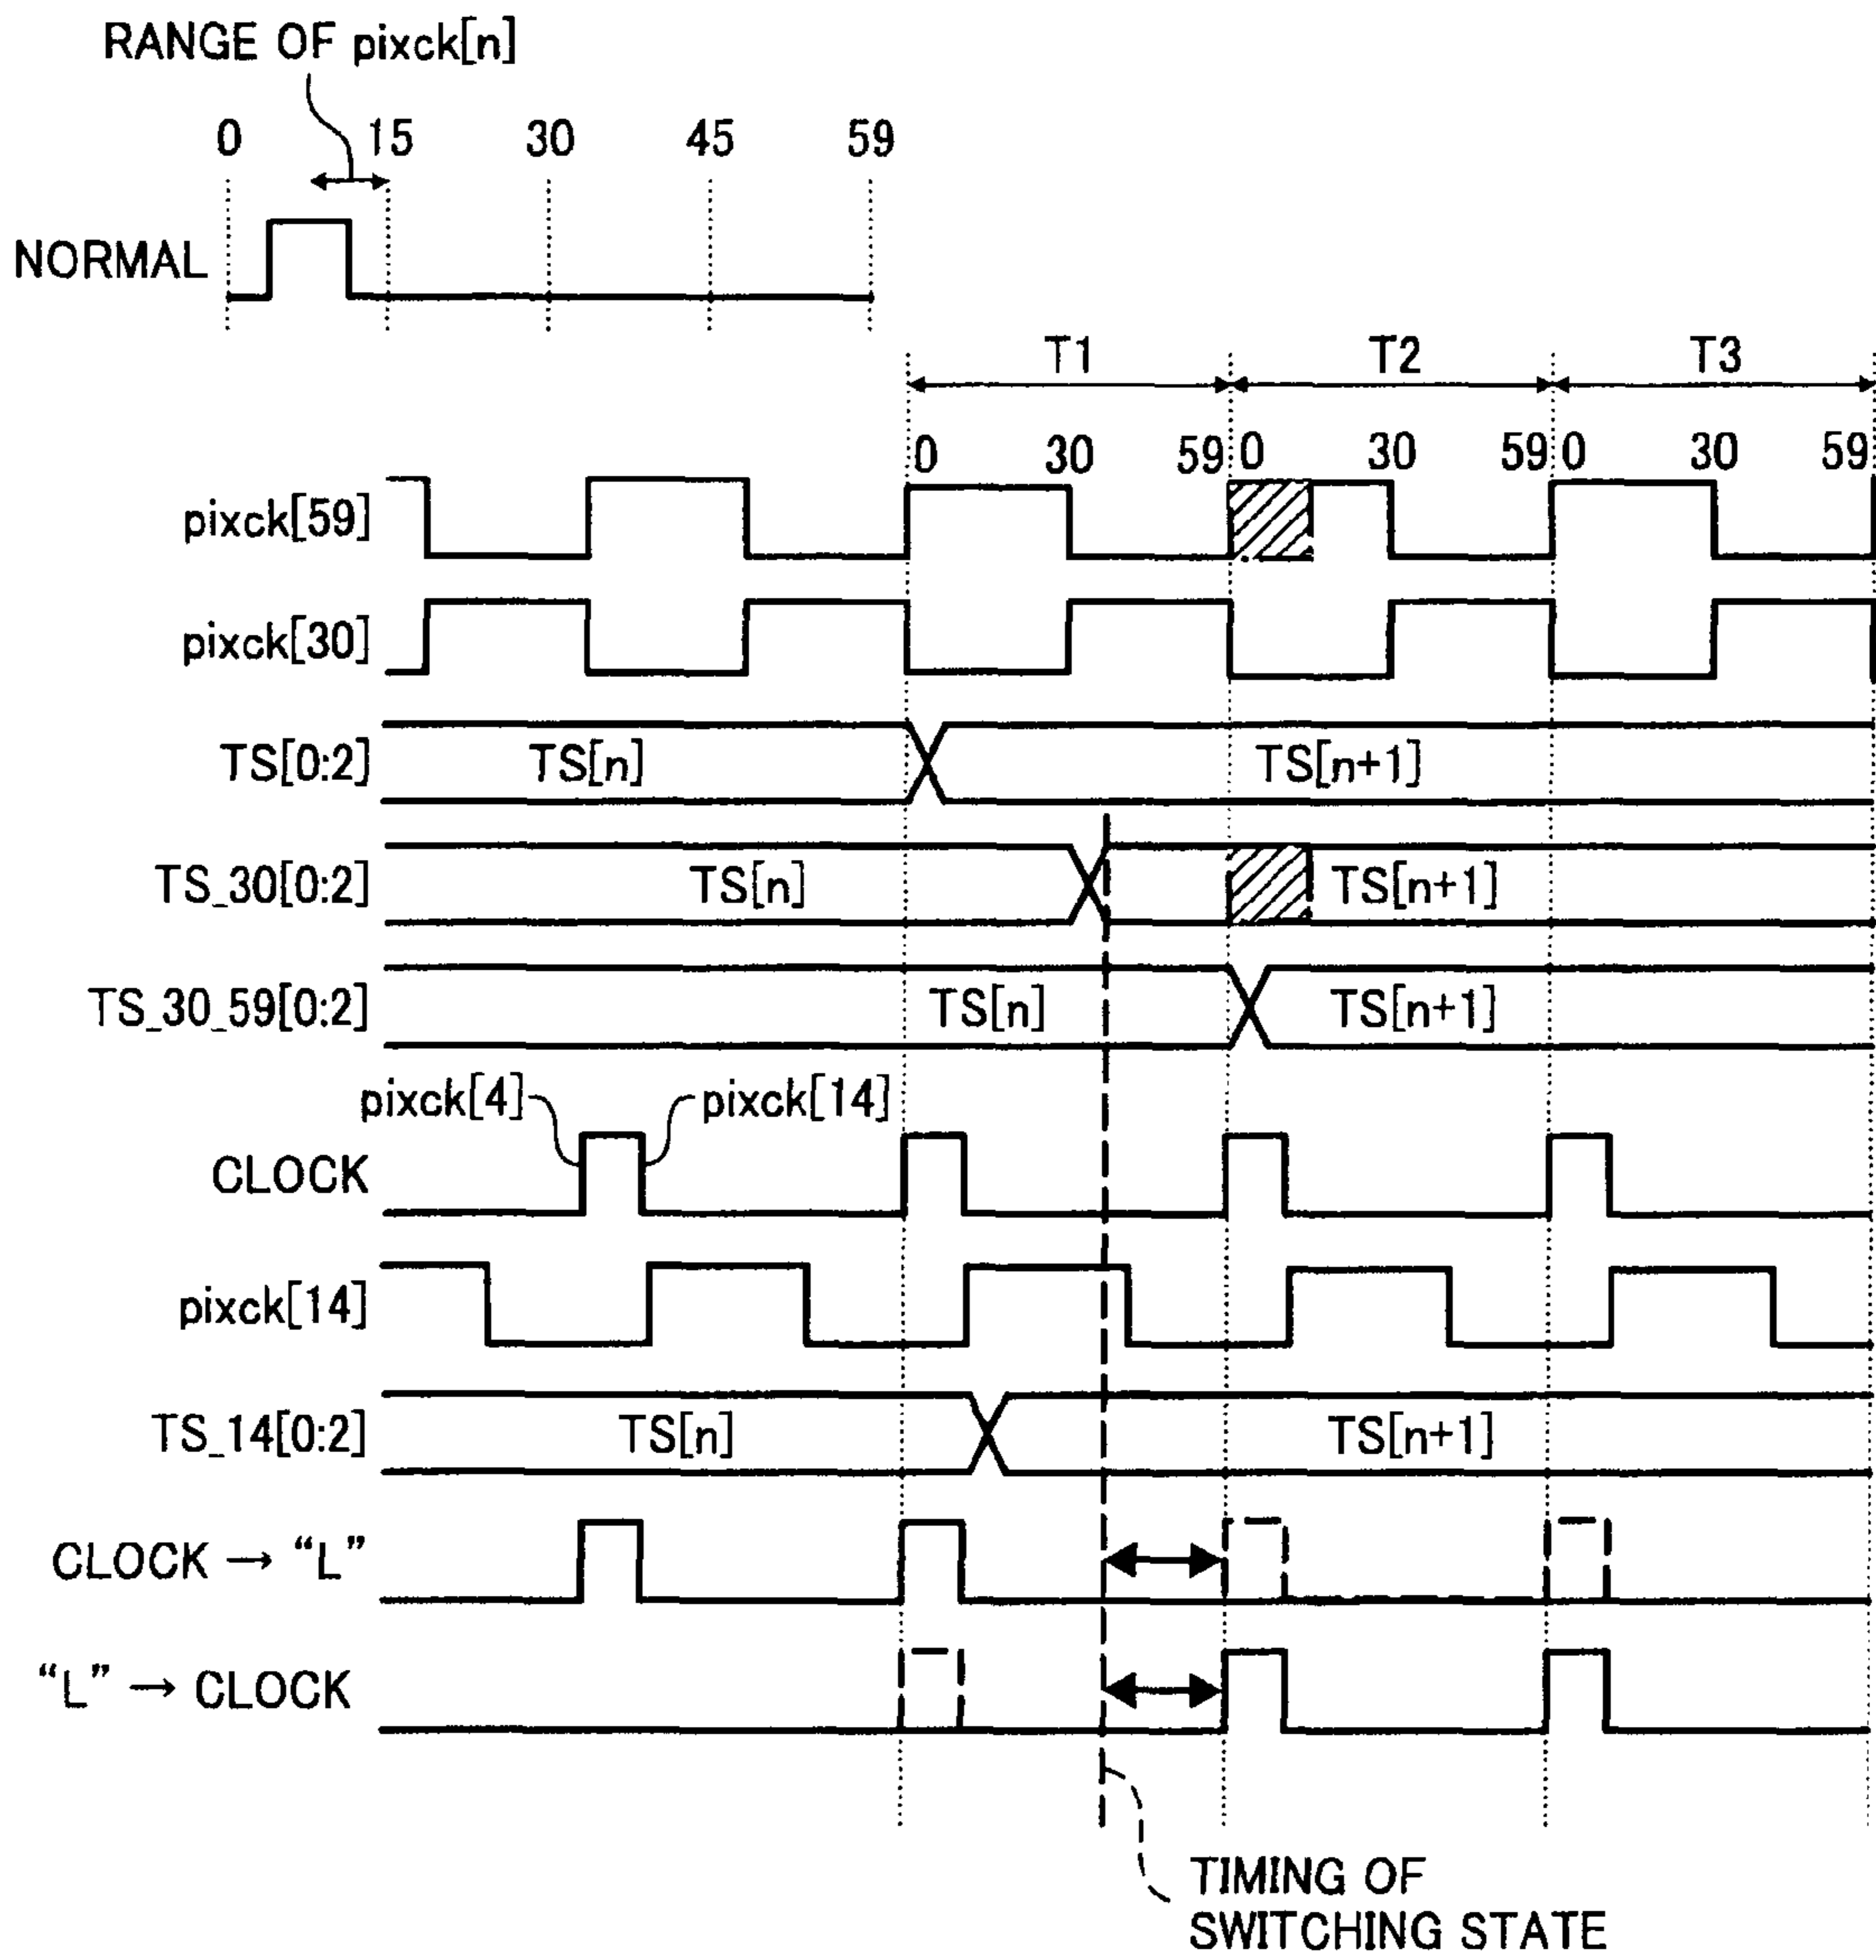 RANGE OF pixck[n]
0 15 30 45 59
NORMAL
T1 T2 T3
0 30 59 0 30 59 0 30 59
pixck[59]
pixck[30]
TS[0:2] TS[n] TS[n+1]
TS_30[0:2] TS[n] TS[n+1]
TS_30_59[0:2] TS[n] TS[n+1]
pixck[4] pixck[14]
CLOCK
pixck[14]
TS_14[0:2] TS[n] TS[n+1]
CLOCK → “L”
“L” → CLOCK
TIMING OF
SWITCHING STATE